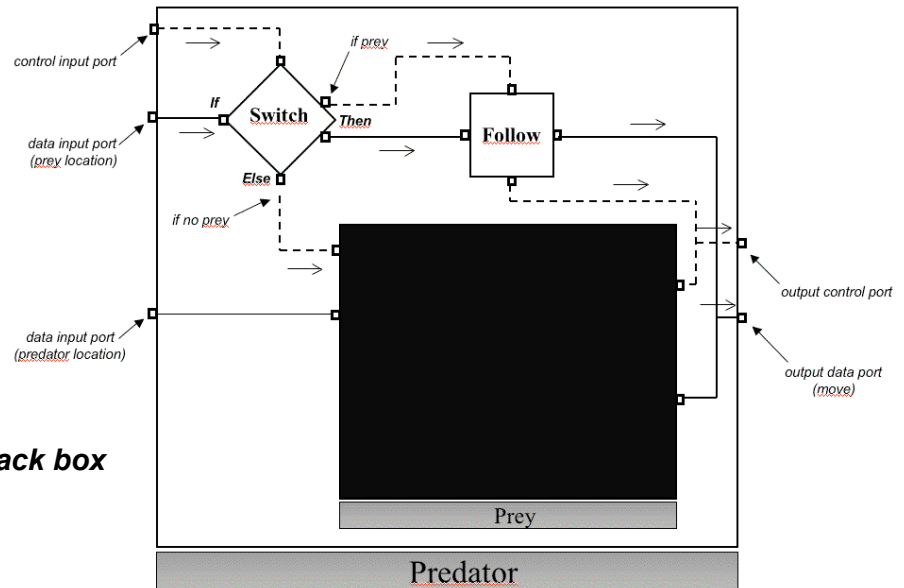 if prey
control input port
If
Switch
Then
Follow
data input port
(prey location)
Else
if no prey
output control port
data input port
(predator location)
output data port
(move)
ack box
Prey
Predator